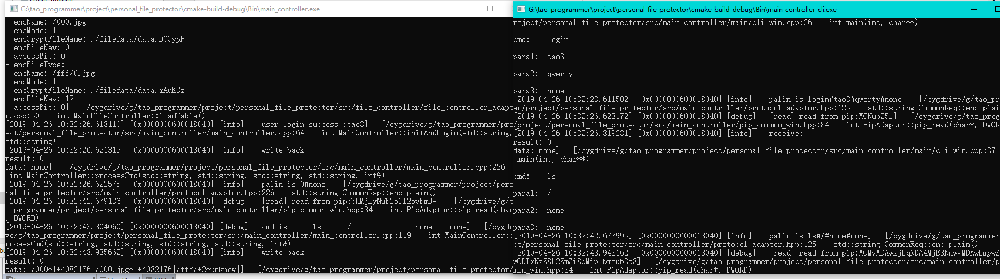 G:\tao_programmer\project\personal_file_protector\cmake-build-debug\Bin\main_controller.exe
encName: /000.jpg
encMode: 1
encCryptFileName: ./filedata/data.D0CypP
encFileKey: 0
accessBit: 0
- encFileType: 1
encName: /fff/0.jpg
encMode: 1
encCryptFileName: ./filedata/data.xAuK3z
encFileKey: 12
accessBit: 0]    [/cygdrive/g/tao_programmer/project/personal_file_protector/src/file_controller/file_controller_adapt
r.cpp:50    int MainFileController::loadTable()
[2019-04-26 10:32:26.618110] [0x0000000600018040] [info]    user login success :tao3]    [/cygdrive/g/tao_programmer/pro
ect/personal_file_protector/src/main_controller/main_controller.cpp:64    int MainController::initAndLogin(std::string,
std::string)
[2019-04-26 10:32:26.621315] [0x0000000600018040] [info]    write back
result: 0
data: none]    [/cygdrive/g/tao_programmer/project/personal_file_protector/src/main_controller/main_controller.cpp:226
int MainController::processCmd(std::string, std::string, std::string, std::string, int&)
[2019-04-26 10:32:26.622575] [0x0000000600018040] [info]    palin is 0#none]    [/cygdrive/g/tao_programmer/project/pers
nal_file_protector/src/main_controller/protocol_adaptor.hpp:226    std::string CommonRsp::enc_plain()
[2019-04-26 10:32:42.679136] [0x0000000600018040] [debug]    [read] read from pip:bHMjLyNub25lI25vbmU=]    [/cygdrive/g/t
o_programmer/project/personal_file_protector/src/main_controller/pip_common_win.hpp:84    int PipAdaptor::pip_read(char
, DWORD)
[2019-04-26 10:32:43.304060] [0x0000000600018040] [debug]    cmd is    ls    /    none    none]    [/cygdr
ve/g/tao_programmer/project/personal_file_protector/src/main_controller/main_controller.cpp:119    int MainController::
rocessCmd(std::string, std::string, std::string, std::string, int&)
[2019-04-26 10:32:43.935662] [0x0000000600018040] [info]    write back
result: 0
data: /000*1*4082176|/000.jpg*1*4082176|/fff/*2*unknow|]    [/cygdrive/g/tao_programmer/project/personal_file_protector/
G:\tao_programmer\project\personal_file_protector\cmake-build-debug\Bin\main_controller_cli.exe
roject/personal_file_protector/src/main_controller/main/cli_win.cpp:26    int main(int, char**)
cmd:    login
para1:  tao3
para2:  qwerty
para3:  none
[2019-04-26 10:32:23.611502] [0x0000000600018040] [info]    palin is login#tao3#qwerty#none]    [/cygdrive/g/tao_pr
er/project/personal_file_protector/src/main_controller/protocol_adaptor.hpp:125    std::string CommonReq::enc_plai
[2019-04-26 10:32:26.623172] [0x0000000600018040] [debug]    [read] read from pip:MCNub25l]    [/cygdrive/g/tao_prog
/project/personal_file_protector/src/main_controller/pip_common_win.hpp:84    int PipAdaptor::pip_read(char*, DWOR
[2019-04-26 10:32:26.819281] [0x0000000600018040] [info]    receive:
result: 0
data: none]    [/cygdrive/g/tao_programmer/project/personal_file_protector/src/main_controller/main/cli_win.cpp:37
main(int, char**)
cmd:    ls
para1:  /
para2:  none
para3:  none
[2019-04-26 10:32:42.677995] [0x0000000600018040] [info]    palin is ls#/#none#none]    [/cygdrive/g/tao_programmer
ct/personal_file_protector/src/main_controller/protocol_adaptor.hpp:125    std::string CommonReq::enc_plain()
[2019-04-26 10:32:43.943162] [0x0000000600018040] [debug]    [read] read from pip:MCMvMDAwKjEqNDA4MjE3NnwvMDAwLmpwZ
wODIxNzZ8L2ZmZi8qMip1bmtub3d8]    [/cygdrive/g/tao_programmer/project/personal_file_protector/src/main_controller/p
mon_win.hpp:84    int PipAdaptor::pip_read(char*, DWORD)